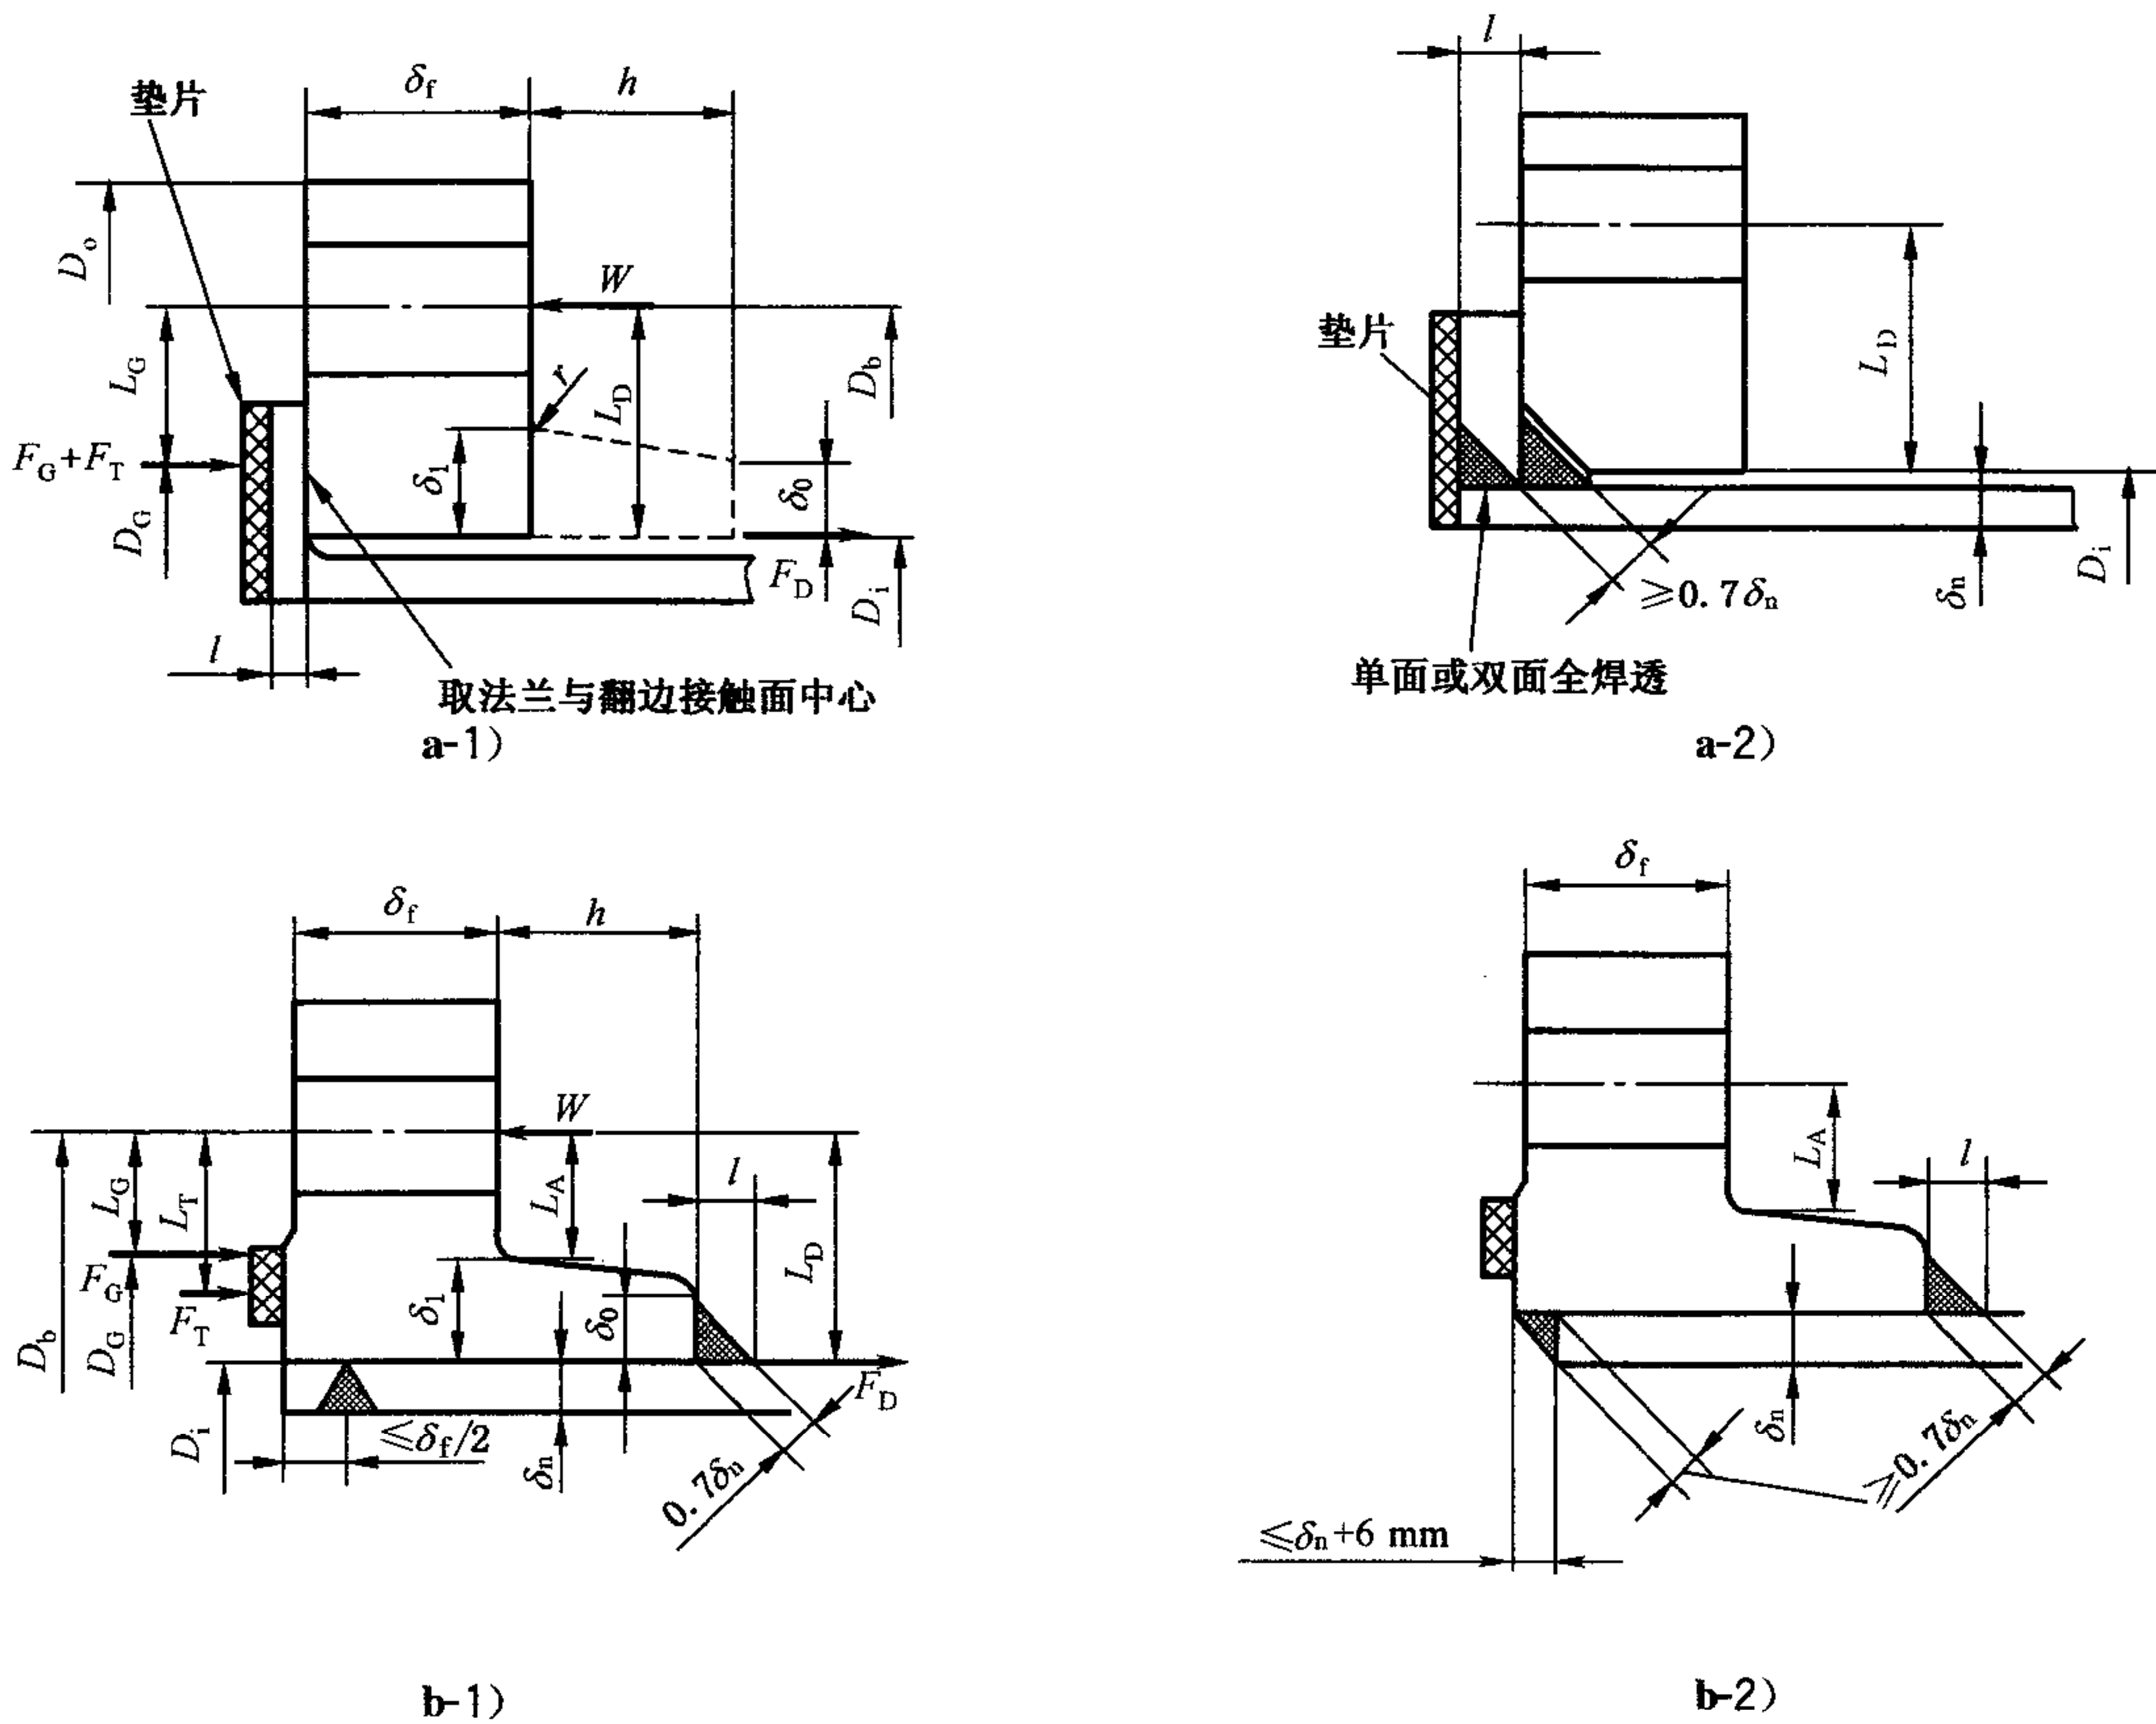 垫片
δf
h
Do
W
LG
LD
Db
r
FG+FT
δ1
δ0
DG
FD
Di
l
取法兰与翻边接触面中心
a-1)
l
垫片
LD
≥0.7δn
δn
Di
单面或双面全焊透
a-2)
δf
h
W
LG
LT
LA
l
LD
FG
FT
Db
DG
δ1
δ0
FD
Di
≤δf/2
δn
0.7δn
b-1)
δf
LA
l
δn
≥0.7δn
≤δn+6 mm
b-2)